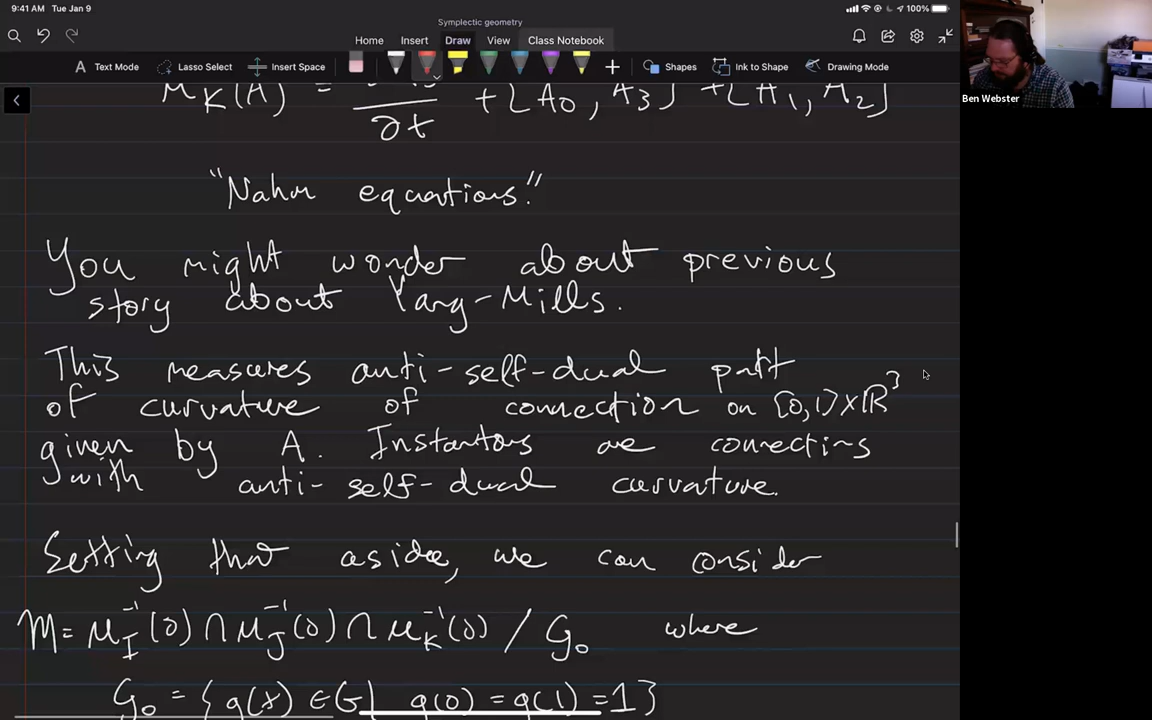 9:41 AM Tue Jan 9
100%
Symplectic geometry
Home Insert Draw View Class Notebook
Text Mode Lasso Select Insert Space Shapes Ink to Shape Drawing Mode
Ben Webster
μ_K(A) = ∂t + [A₀, A₃] + [A₁, A₂]
"Nahm equations."
You might wonder about previous
story about Yang-Mills.
This measures anti-self-dual part
of curvature of connection on [0,1]×ℝ³
given by A. Instantons are connectins
with anti-self-dual curvature.
Setting that aside, we can consider
M = μ_I⁻¹(0) ∩ μ_J⁻¹(0) ∩ μ_K⁻¹(0) / G₀ where
G₀ = { g(x) ∈ G | g(0) = g(1) = 1 }